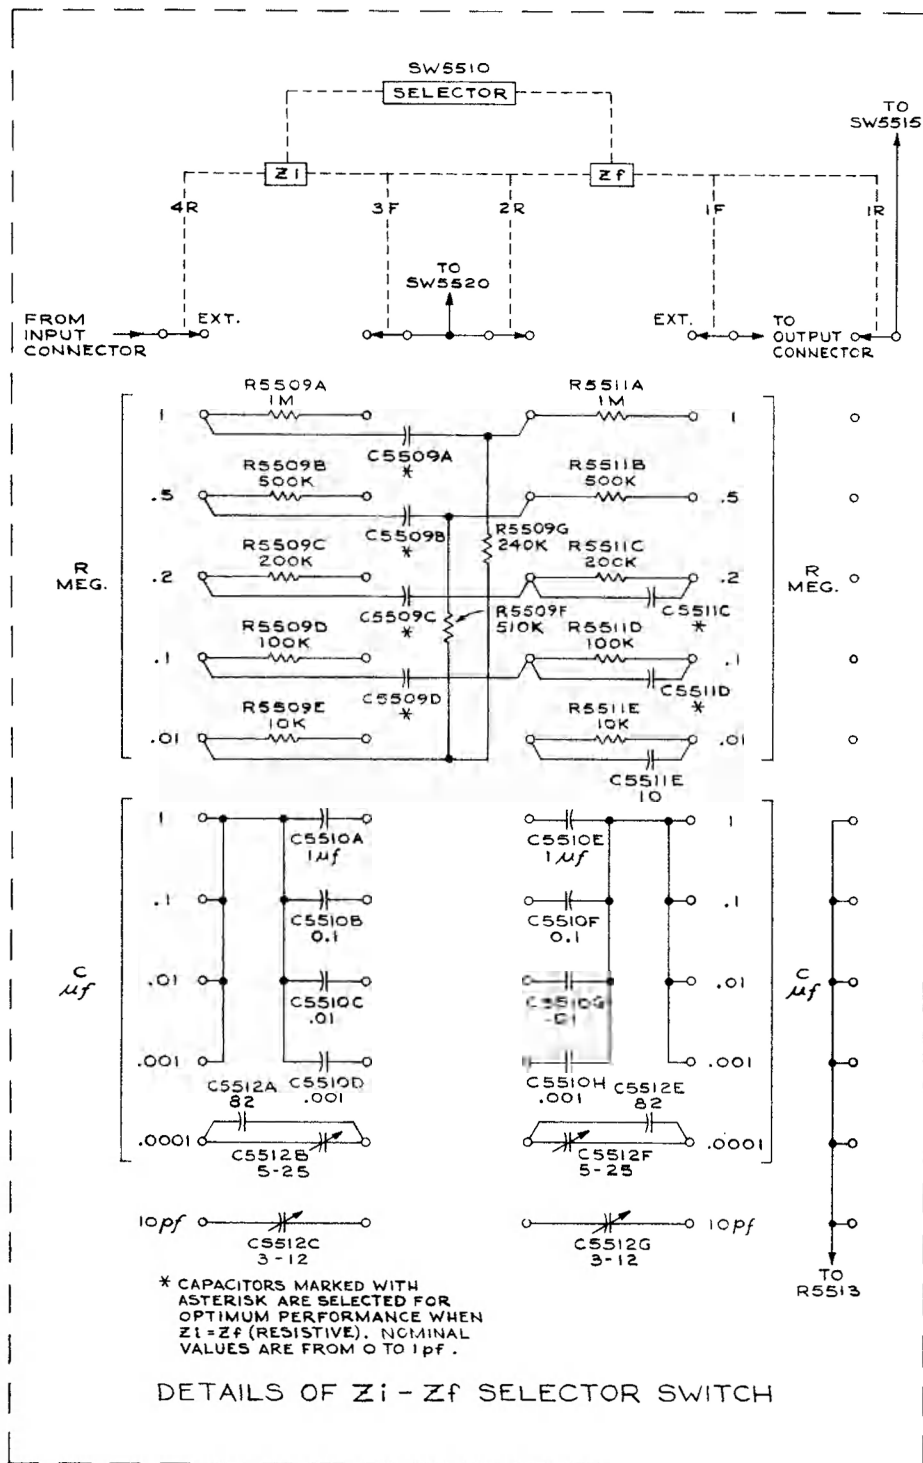 SW5510
SELECTOR
TO
SW5515
Zi
Zf
4R
3F
2R
1F
1R
TO
SW5520
FROM
INPUT
CONNECTOR
EXT.
EXT.
TO
OUTPUT
CONNECTOR
R5509A
1M
R5511A
1M
1
1
C5509A
*
R5509B
500K
R5511B
500K
.5
.5
C5509B
*
R5509G
240K
R5509C
200K
R5511C
200K
R
MEG.
.2
.2
R
MEG.
C5509C
*
R5509F
510K
C5511C
*
R5509D
100K
R5511D
100K
.1
.1
C5509D
*
C5511D
*
R5509E
10K
R5511E
10K
.01
.01
C5511E
10
1
C5510A
1µf
C5510E
1µf
1
.1
C5510B
0.1
C5510F
0.1
.1
C
µf
.01
C5510C
.01
C5510G
.01
.01
C
µf
.001
C5510D
.001
C5510H
.001
.001
C5512A
82
C5512E
82
.0001
C5512B
5-25
C5512F
5-25
.0001
10pf
C5512C
3-12
C5512G
3-12
10pf
TO
R5513
* CAPACITORS MARKED WITH
ASTERISK ARE SELECTED FOR
OPTIMUM PERFORMANCE WHEN
Zi=Zf (RESISTIVE). NOMINAL
VALUES ARE FROM 0 TO 1pf.
DETAILS OF Zi-Zf SELECTOR SWITCH